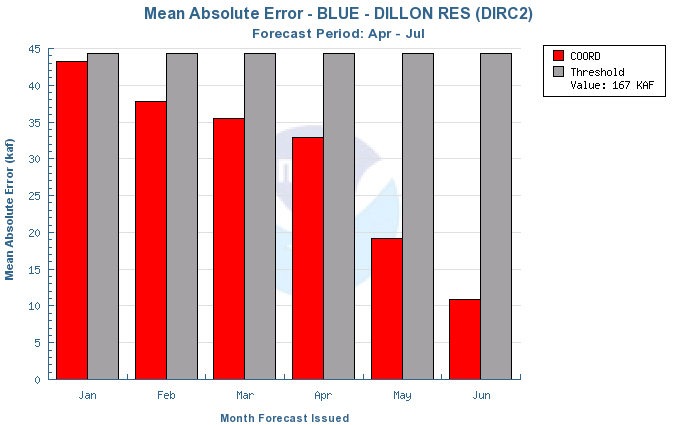 Mean Absolute Error - BLUE - DILLON RES (DIRC2)
Forecast Period: Apr - Jul
COORD
Threshold
Value: 167 KAF
Mean Absolute Error (kaf)
45
40
35
30
25
20
15
10
5
0
Jan Feb Mar Apr May Jun
Month Forecast Issued